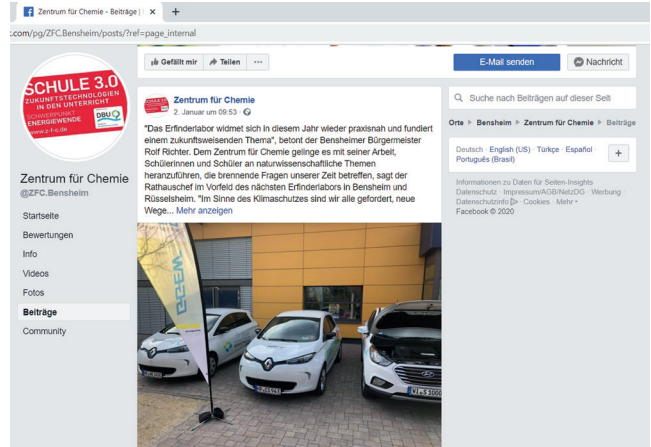 Zentrum für Chemie - Beiträge |
.com/pg/ZFC.Bensheim/posts/?ref=page_internal
SCHULE 3.0
ZUKUNFTSTECHNOLOGIEN
IN DEN UNTERRICHT
SCHWERPUNKT
ENERGIEWENDE
DBU
www.z-f-c.de
Zentrum für Chemie
@ZFC.Bensheim
Startseite
Bewertungen
Info
Videos
Fotos
Beiträge
Community
Gefällt mir
Teilen
E-Mail senden
Nachricht
Zentrum für Chemie
2. Januar um 09:53
"Das Erfinderlabor widmet sich in diesem Jahr wieder praxisnah und fundiert
einem zukunftsweisenden Thema", betont der Bensheimer Bürgermeister
Rolf Richter. Dem Zentrum für Chemie gelinge es mit seiner Arbeit,
Schülerinnen und Schüler an naturwissenschaftliche Themen
heranzuführen, die brennende Fragen unserer Zeit betreffen, sagt der
Rathauschef im Vorfeld des nächsten Erfinderlabors in Bensheim und
Rüsselsheim. "Im Sinne des Klimaschutzes sind wir alle gefordert, neue
Wege... Mehr anzeigen
GGEW
WI-S 1000
Suche nach Beiträgen auf dieser Seit
Orte Bensheim Zentrum für Chemie Beiträge
Deutsch · English (US) · Türkçe · Español ·
Português (Brasil)
Informationen zu Daten für Seiten-Insights
Datenschutz · Impressum/AGB/NetzDG · Werbung ·
Datenschutzinfo · Cookies · Mehr
Facebook © 2020